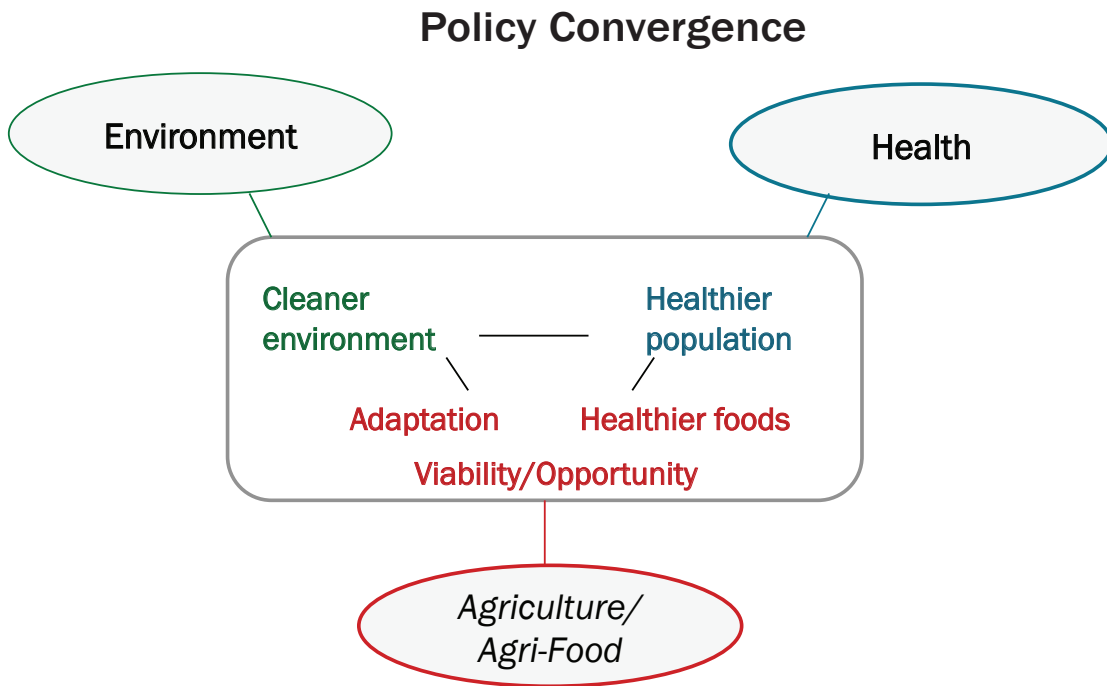 Policy Convergence
Environment
Health
Cleaner
environment
Healthier
population
Adaptation
Healthier foods
Viability/Opportunity
Agriculture/
Agri-Food